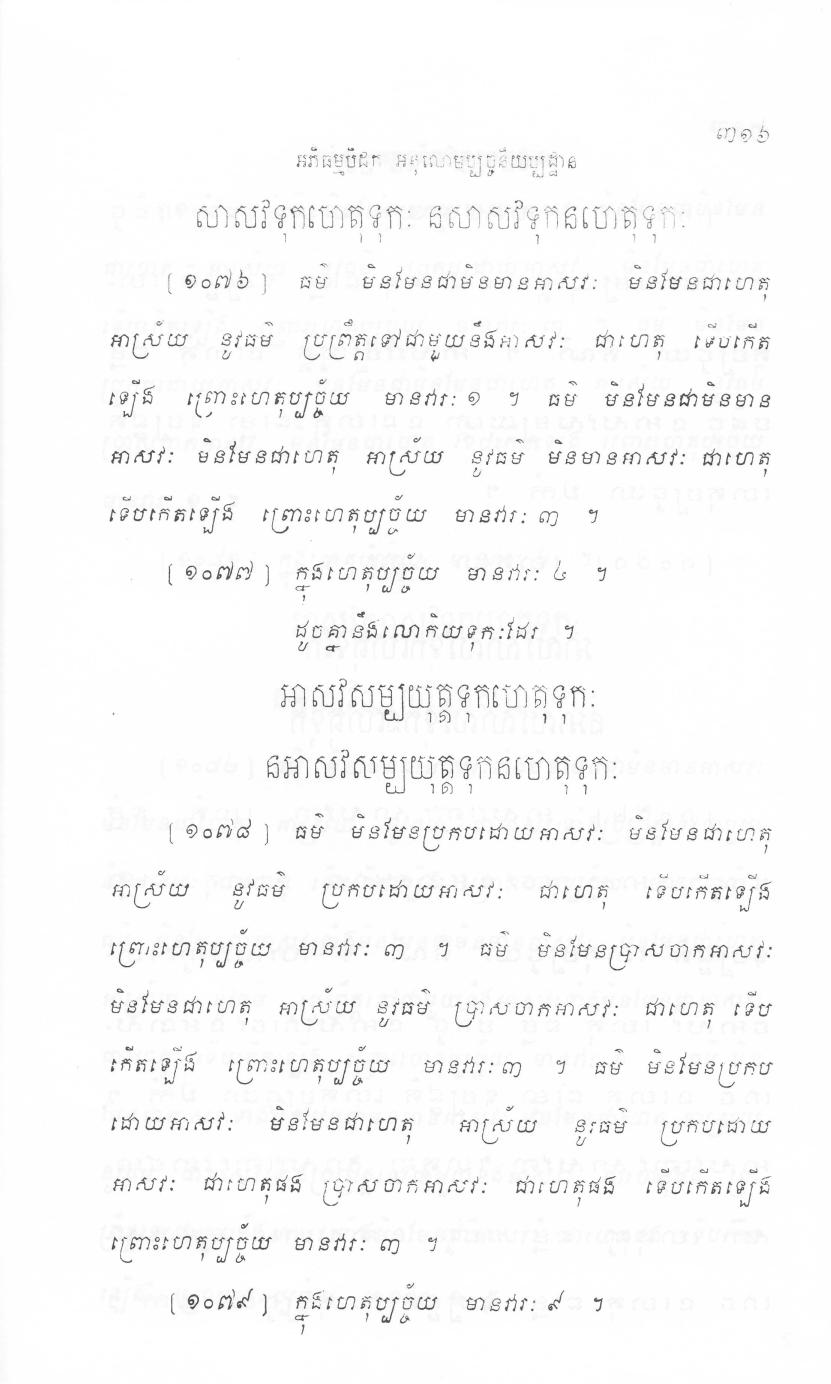 ៣១៦
អភិធម្មបិដក អនុលោមប្បច្ចនីយប្បដ្ឋាន
សាសវទុកហេតុទុកៈ នសាសវទុកនហេតុទុកៈ
[១០៧៦] ធម៌ មិនមែនជាមិនមានអាសវៈ មិនមែនជាហេតុ
អាស្រ័យ នូវធម៌ ប្រព្រឹត្តទៅជាមួយនឹងអាសវៈ ជាហេតុ ទើបកើត
ឡើង ព្រោះហេតុប្បច្ច័យ មានវារៈ ១ ។ ធម៌ មិនមែនជាមិនមាន
អាសវៈ មិនមែនជាហេតុ អាស្រ័យ នូវធម៌ មិនមានអាសវៈ ជាហេតុ
ទើបកើតឡើង ព្រោះហេតុប្បច្ច័យ មានវារៈ ៣ ។
[១០៧៧] ក្នុងហេតុប្បច្ច័យ មានវារៈ ៤ ។
ដូចគ្នានឹងលោកិយទុកៈដែរ ។
អាសវសម្បយុត្តទុកហេតុទុកៈ
នអាសវសម្បយុត្តទុកនហេតុទុកៈ
[១០៧៨] ធម៌ មិនមែនប្រកបដោយអាសវៈ មិនមែនជាហេតុ
អាស្រ័យ នូវធម៌ ប្រកបដោយអាសវៈ ជាហេតុ ទើបកើតឡើង
ព្រោះហេតុប្បច្ច័យ មានវារៈ ៣ ។ ធម៌ មិនមែនប្រាសចាកអាសវៈ
មិនមែនជាហេតុ អាស្រ័យ នូវធម៌ ប្រាសចាកអាសវៈ ជាហេតុ ទើប
កើតឡើង ព្រោះហេតុប្បច្ច័យ មានវារៈ ៣ ។ ធម៌ មិនមែនប្រកប
ដោយអាសវៈ មិនមែនជាហេតុ អាស្រ័យ នូវធម៌ ប្រកបដោយ
អាសវៈ ជាហេតុផង ប្រាសចាកអាសវៈ ជាហេតុផង ទើបកើតឡើង
ព្រោះហេតុប្បច្ច័យ មានវារៈ ៣ ។
[១០៧៩] ក្នុងហេតុប្បច្ច័យ មានវារៈ ៩ ។